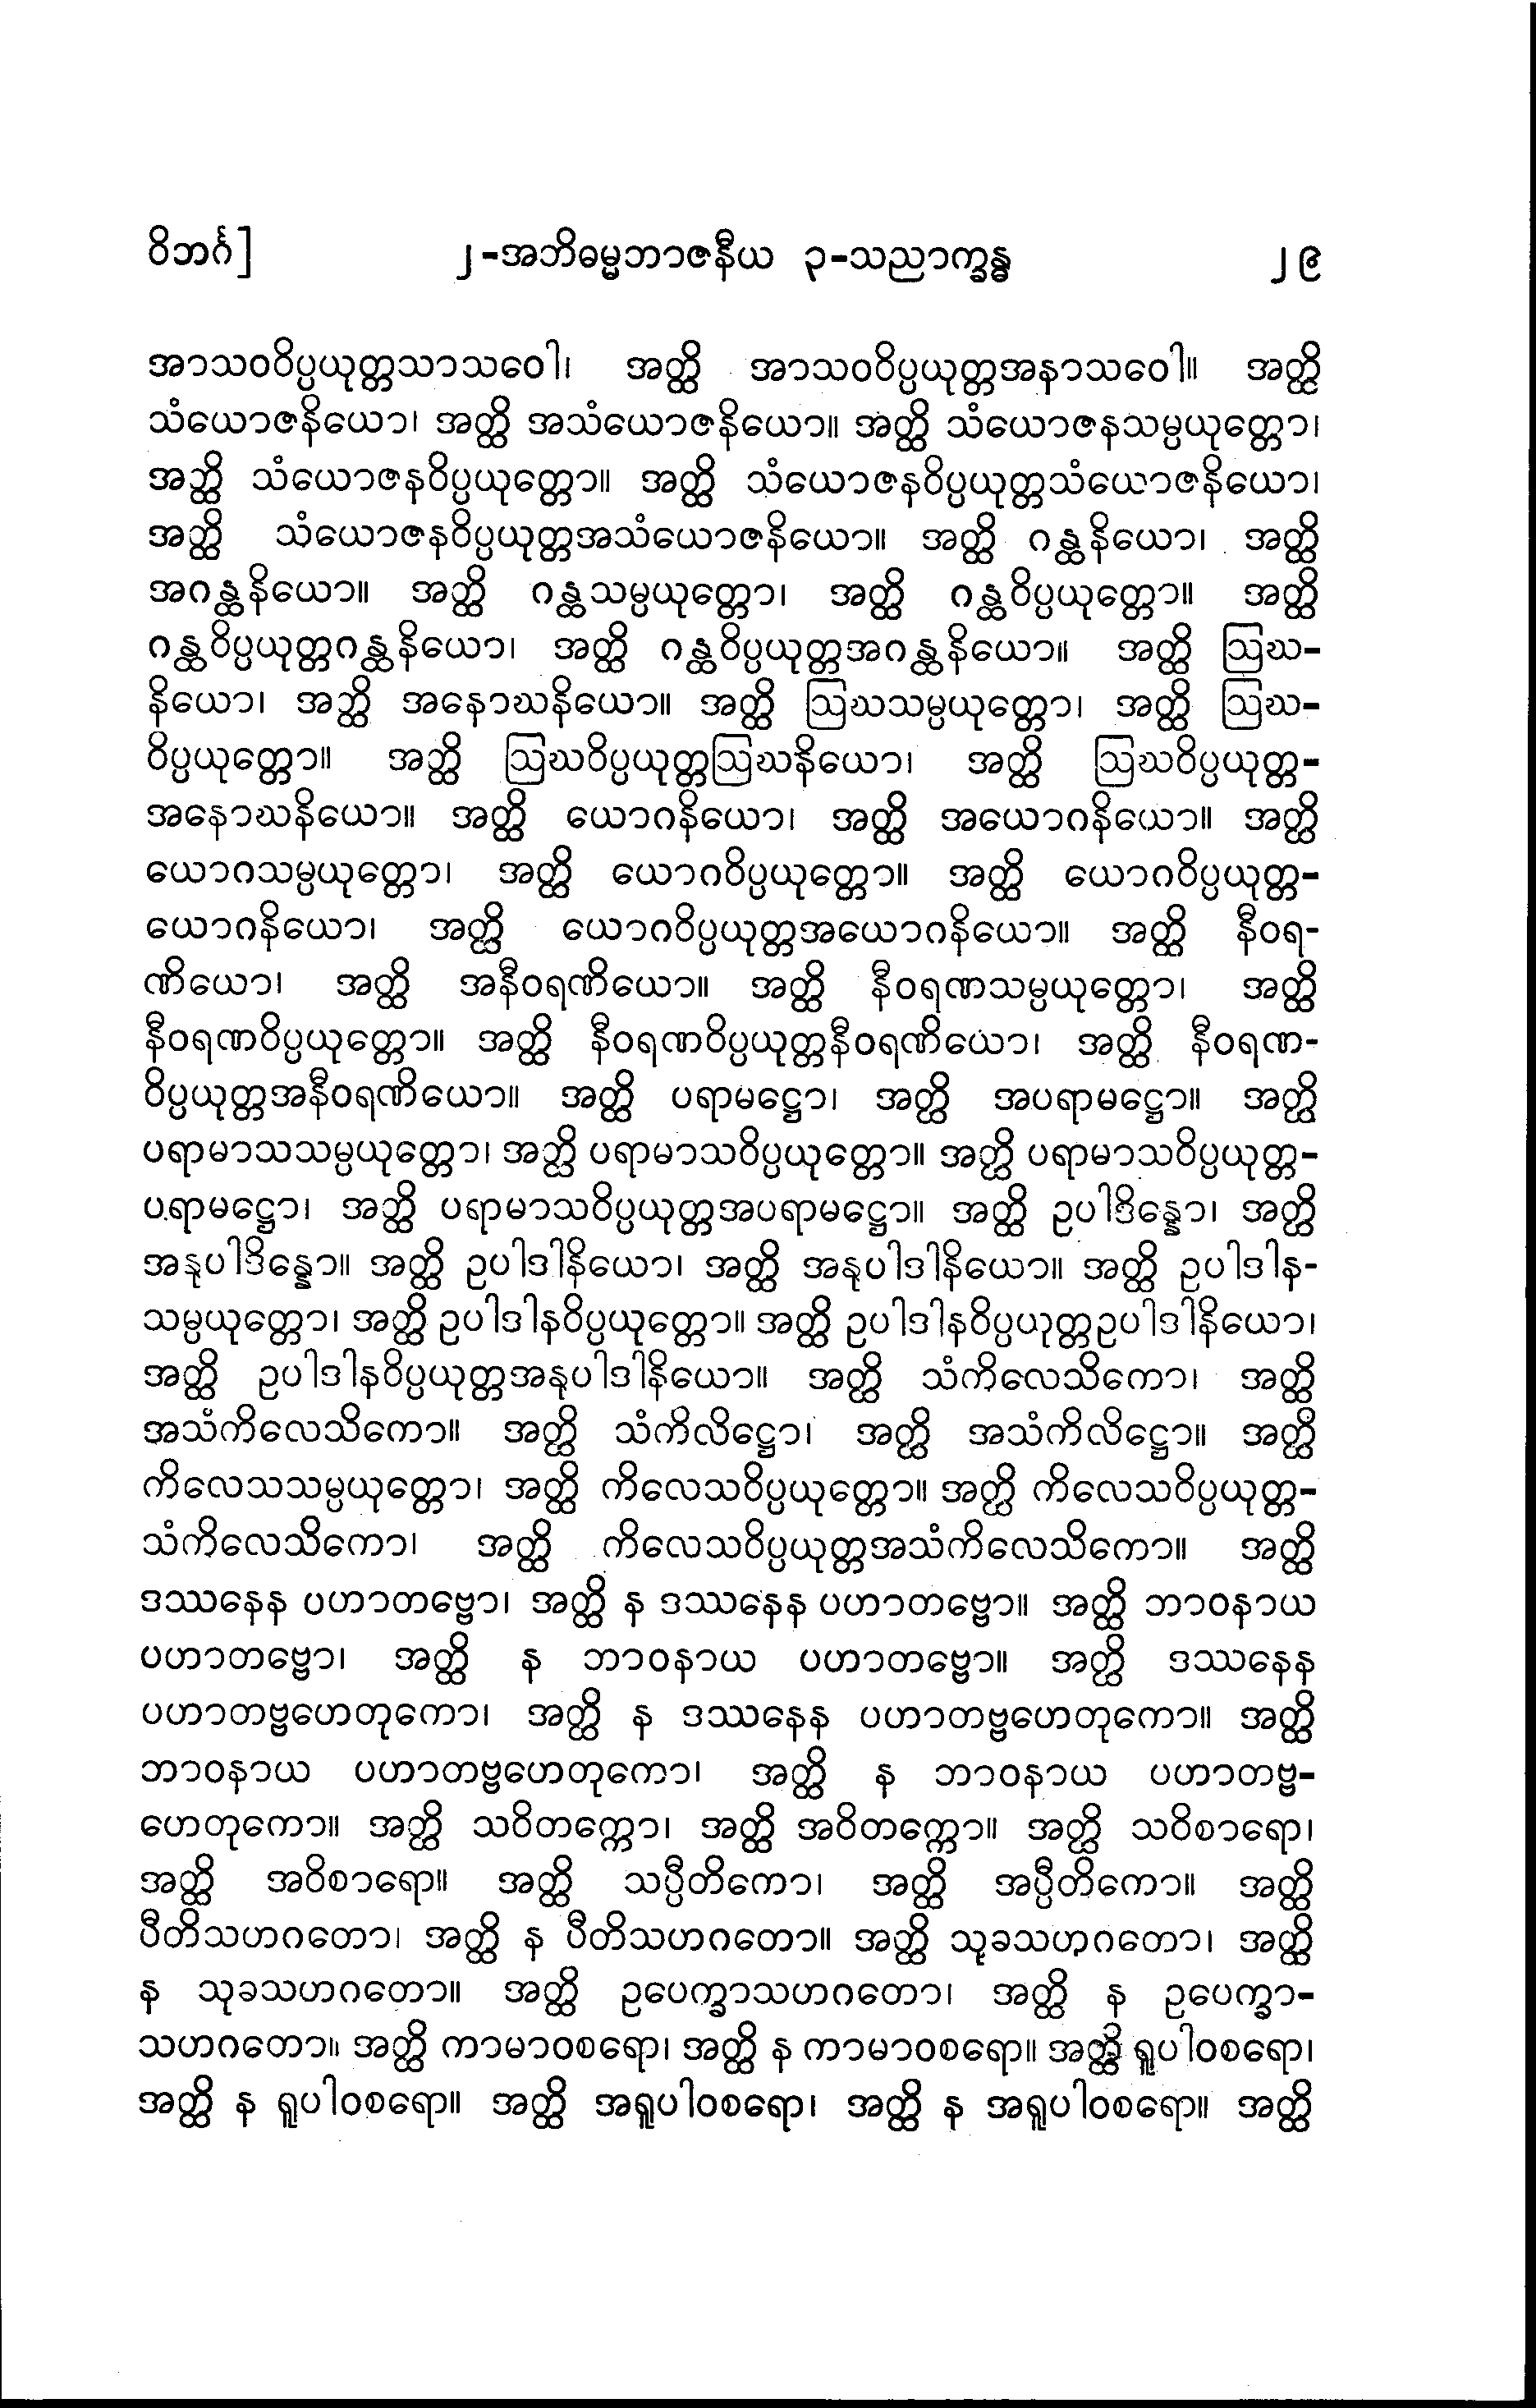 ဝိဘင်္ဂ] ၂-အဘိဓမ္မဘာဇနီယ ၃-သညာက္ခန္ဓ ၂၉
အာသဝဝိပ္ပယုတ္တသာသဝေါ၊ အတ္ထိ အာသဝဝိပ္ပယုတ္တအနာသဝေါ။ အတ္ထိ
သံယောဇနိယော၊ အတ္ထိ အသံယောဇနိယော။ အတ္ထိ သံယောဇနသမ္ပယုတ္တော၊
အတ္ထိ သံယောဇနဝိပ္ပယုတ္တော။ အတ္ထိ သံယောဇနဝိပ္ပယုတ္တသံယောဇနိယော၊
အတ္ထိ သံယောဇနဝိပ္ပယုတ္တအသံယောဇနိယော။ အတ္ထိ ဂန္ထနိယော၊ အတ္ထိ
အဂန္ထနိယော။ အတ္ထိ ဂန္ထသမ္ပယုတ္တော၊ အတ္ထိ ဂန္ထဝိပ္ပယုတ္တော။ အတ္ထိ
ဂန္ထဝိပ္ပယုတ္တဂန္ထနိယော၊ အတ္ထိ ဂန္ထဝိပ္ပယုတ္တအဂန္ထနိယော။ အတ္ထိ ဩဃ-
နိယော၊ အတ္ထိ အနောဃနိယော။ အတ္ထိ ဩဃသမ္ပယုတ္တော၊ အတ္ထိ ဩဃ-
ဝိပ္ပယုတ္တော။ အတ္ထိ ဩဃဝိပ္ပယုတ္တဩဃနိယော၊ အတ္ထိ ဩဃဝိပ္ပယုတ္တ-
အနောဃနိယော။ အတ္ထိ ယောဂနိယော၊ အတ္ထိ အယောဂနိယော။ အတ္ထိ
ယောဂသမ္ပယုတ္တော၊ အတ္ထိ ယောဂဝိပ္ပယုတ္တော။ အတ္ထိ ယောဂဝိပ္ပယုတ္တ-
ယောဂနိယော၊ အတ္ထိ ယောဂဝိပ္ပယုတ္တအယောဂနိယော။ အတ္ထိ နီဝရ-
ဏိယော၊ အတ္ထိ အနီဝရဏိယော။ အတ္ထိ နီဝရဏသမ္ပယုတ္တော၊ အတ္ထိ
နီဝရဏဝိပ္ပယုတ္တော။ အတ္ထိ နီဝရဏဝိပ္ပယုတ္တနီဝရဏိယော၊ အတ္ထိ နီဝရဏ-
ဝိပ္ပယုတ္တအနီဝရဏိယော။ အတ္ထိ ပရာမဋ္ဌော၊ အတ္ထိ အပရာမဋ္ဌော။ အတ္ထိ
ပရာမာသသမ္ပယုတ္တော၊ အတ္ထိ ပရာမာသဝိပ္ပယုတ္တော။ အတ္ထိ ပရာမာသဝိပ္ပယုတ္တ-
ပရာမဋ္ဌော၊ အတ္ထိ ပရာမာသဝိပ္ပယုတ္တအပရာမဋ္ဌော။ အတ္ထိ ဥပါဒိန္နော၊ အတ္ထိ
အနုပါဒိန္နော။ အတ္ထိ ဥပါဒါနိယော၊ အတ္ထိ အနုပါဒါနိယော။ အတ္ထိ ဥပါဒါန-
သမ္ပယုတ္တော၊ အတ္ထိ ဥပါဒါနဝိပ္ပယုတ္တော။ အတ္ထိ ဥပါဒါနဝိပ္ပယုတ္တဥပါဒါနိယော၊
အတ္ထိ ဥပါဒါနဝိပ္ပယုတ္တအနုပါဒါနိယော။ အတ္ထိ သံကိလေသိကော၊ အတ္ထိ
အသံကိလေသိကော။ အတ္ထိ သံကိလိဋ္ဌော၊ အတ္ထိ အသံကိလိဋ္ဌော။ အတ္ထိ
ကိလေသသမ္ပယုတ္တော၊ အတ္ထိ ကိလေသဝိပ္ပယုတ္တော။ အတ္ထိ ကိလေသဝိပ္ပယုတ္တ-
သံကိလေသိကော၊ အတ္ထိ ကိလေသဝိပ္ပယုတ္တအသံကိလေသိကော။ အတ္ထိ
ဒဿနေန ပဟာတဗ္ဗော၊ အတ္ထိ န ဒဿနေန ပဟာတဗ္ဗော။ အတ္ထိ ဘာဝနာယ
ပဟာတဗ္ဗော၊ အတ္ထိ န ဘာဝနာယ ပဟာတဗ္ဗော။ အတ္ထိ ဒဿနေန
ပဟာတဗ္ဗဟေတုကော၊ အတ္ထိ န ဒဿနေန ပဟာတဗ္ဗဟေတုကော။ အတ္ထိ
ဘာဝနာယ ပဟာတဗ္ဗဟေတုကော၊ အတ္ထိ န ဘာဝနာယ ပဟာတဗ္ဗ-
ဟေတုကော။ အတ္ထိ သဝိတက္ကော၊ အတ္ထိ အဝိတက္ကော။ အတ္ထိ သဝိစာရော၊
အတ္ထိ အဝိစာရော။ အတ္ထိ သပ္ပီတိကော၊ အတ္ထိ အပ္ပီတိကော။ အတ္ထိ
ပီတိသဟဂတော၊ အတ္ထိ န ပီတိသဟဂတော။ အတ္ထိ သုခသဟဂတော၊ အတ္ထိ
န သုခသဟဂတော။ အတ္ထိ ဥပေက္ခာသဟဂတော၊ အတ္ထိ န ဥပေက္ခာ-
သဟဂတော။ အတ္ထိ ကာမာဝစရော၊ အတ္ထိ န ကာမာဝစရော။ အတ္ထိ ရူပါဝစရော၊
အတ္ထိ န ရူပါဝစရော။ အတ္ထိ အရူပါဝစရော၊ အတ္ထိ န အရူပါဝစရော။ အတ္ထိ